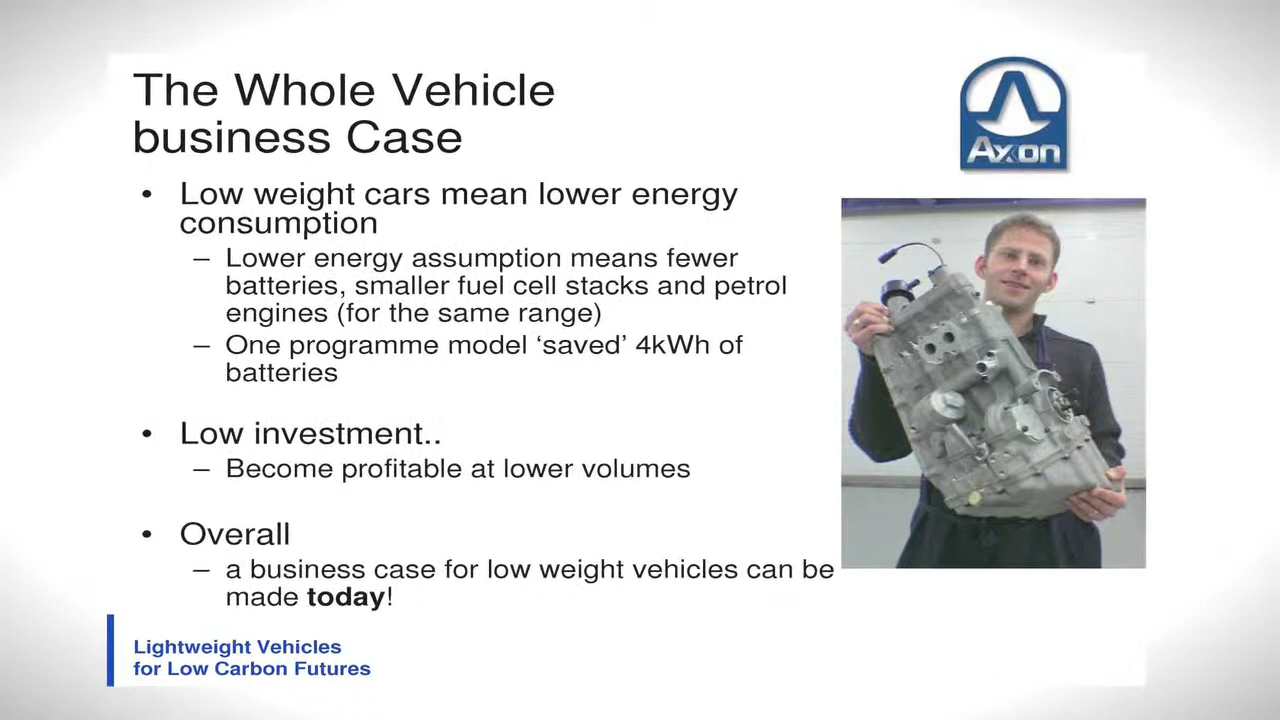 The Whole Vehicle
business Case
Axon
• Low weight cars mean lower energy
consumption
– Lower energy assumption means fewer
batteries, smaller fuel cell stacks and petrol
engines (for the same range)
– One programme model ‘saved’ 4kWh of
batteries
• Low investment..
– Become profitable at lower volumes
• Overall
– a business case for low weight vehicles can be
made today!
Lightweight Vehicles
for Low Carbon Futures